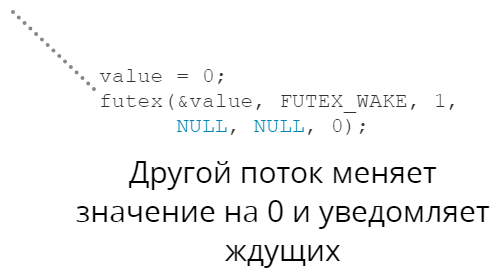 value = 0;
futex(&value, FUTEX_WAKE, 1,
NULL, NULL, 0);
Другой поток меняет
значение на 0 и уведомляет
ждущих